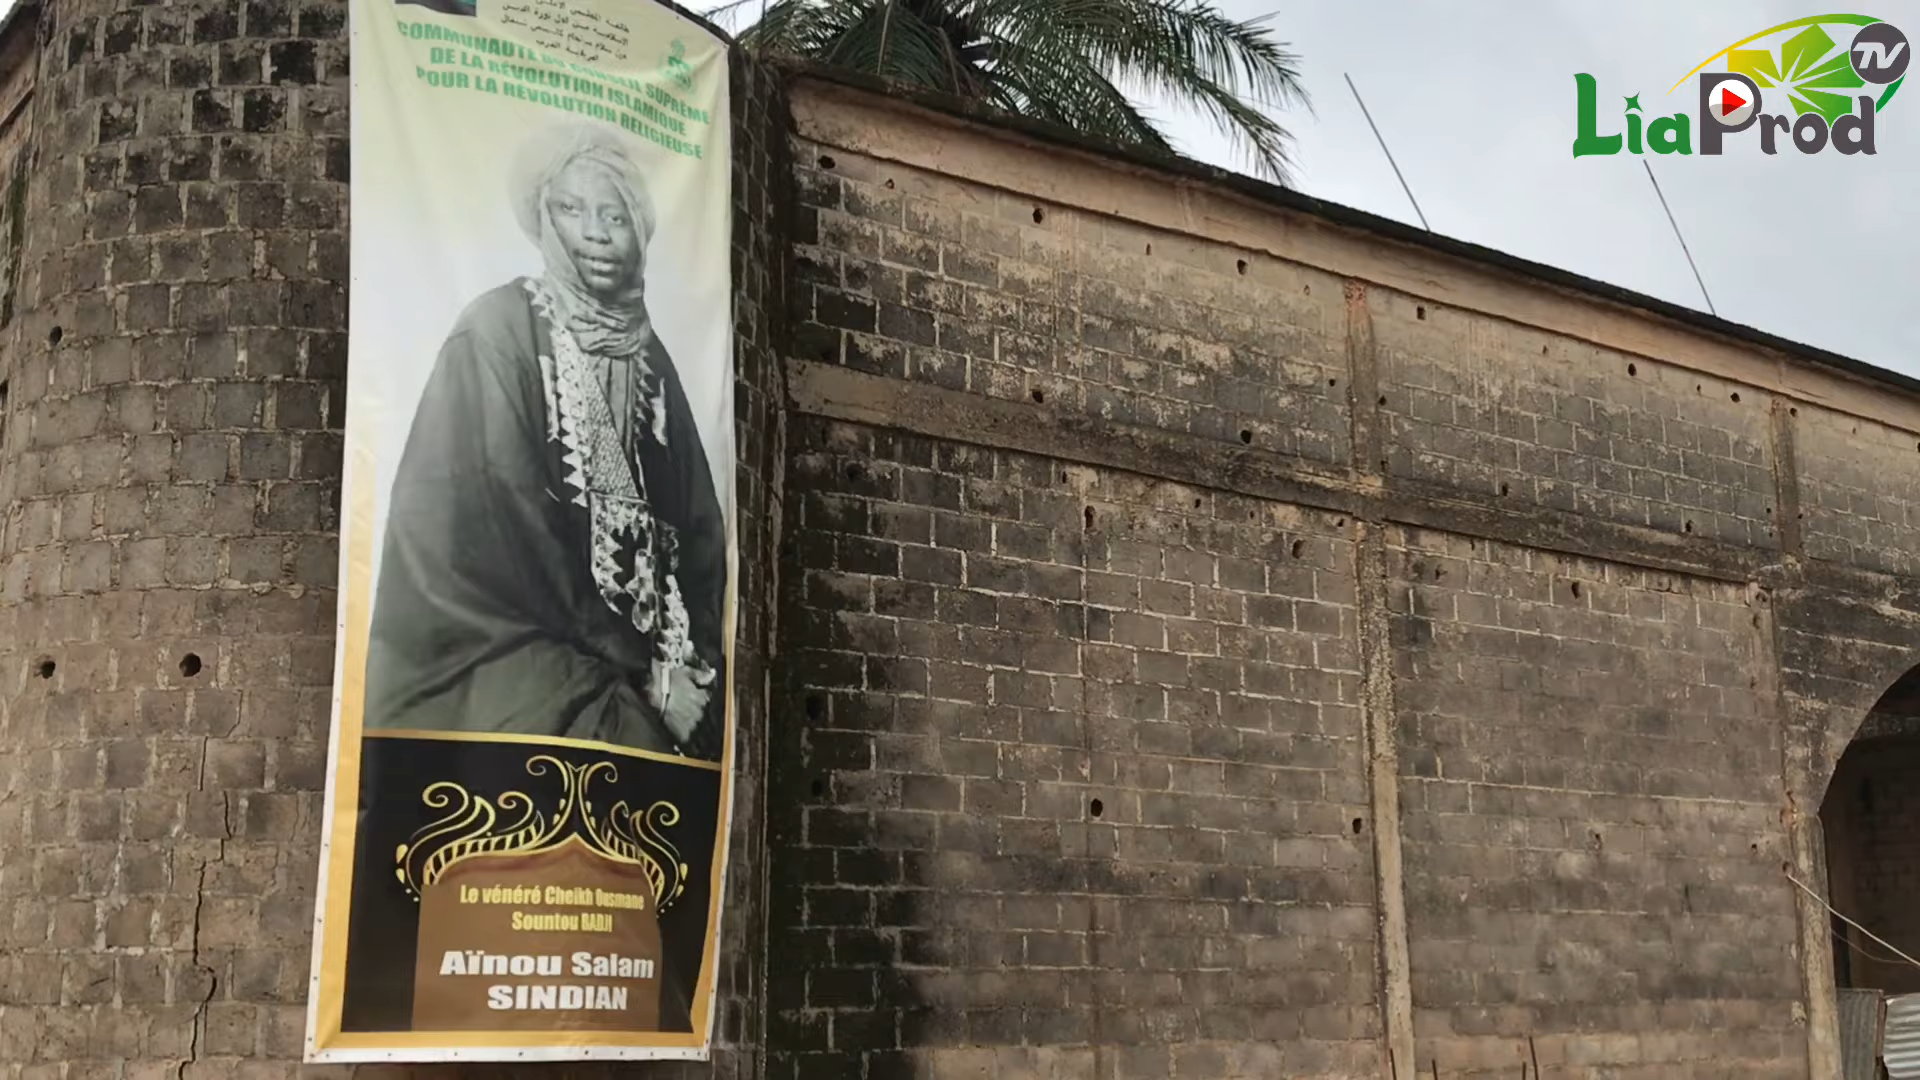 COMMUNAUTE DU CONSEIL SUPRÊME
DE LA RÉVOLUTION ISLAMIQUE
POUR LA RÉVOLUTION RELIGIEUSE
Le vénéré Cheikh Ousmane
Sountou BADJI
Aïnou Salam
SINDIAN
LiaProd TV